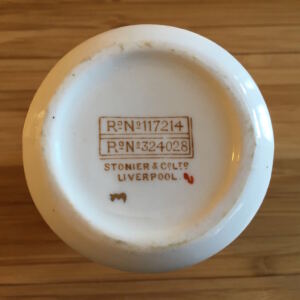 RᴰNº117214
RᴰNº324028
STONIER & Cº LTᴰ
LIVERPOOL.